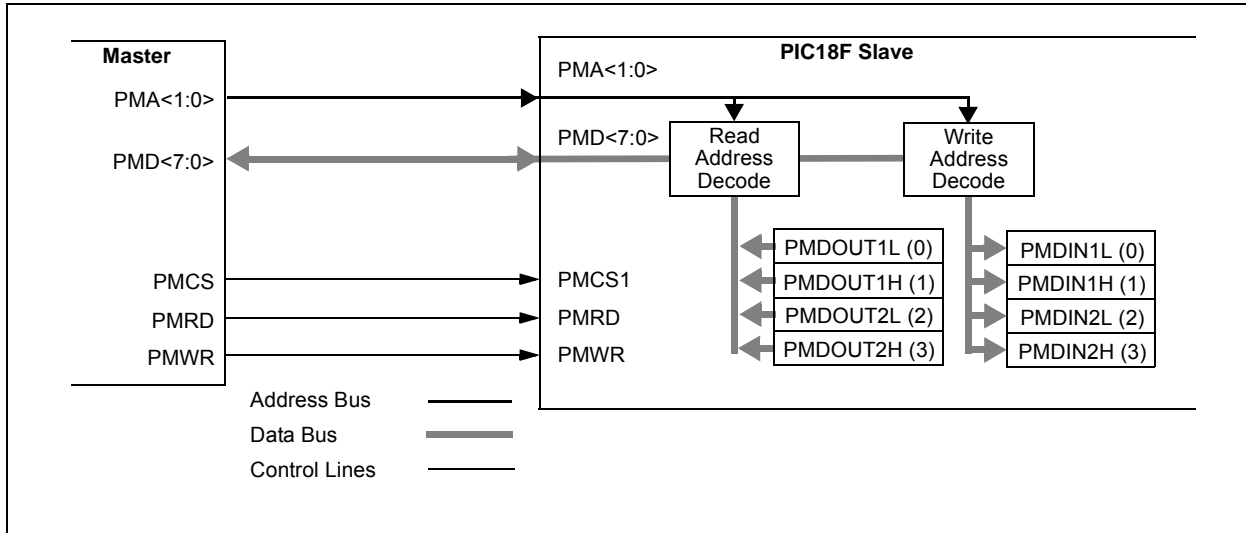 Master
PIC18F Slave
PMA<1:0>
PMA<1:0>
PMD<7:0>
PMD<7:0>
Read
Address
Decode
Write
Address
Decode
PMDOUT1L (0)
PMDOUT1H (1)
PMDOUT2L (2)
PMDOUT2H (3)
PMDIN1L (0)
PMDIN1H (1)
PMDIN2L (2)
PMDIN2H (3)
PMCS
PMCS1
PMRD
PMRD
PMWR
PMWR
Address Bus
Data Bus
Control Lines